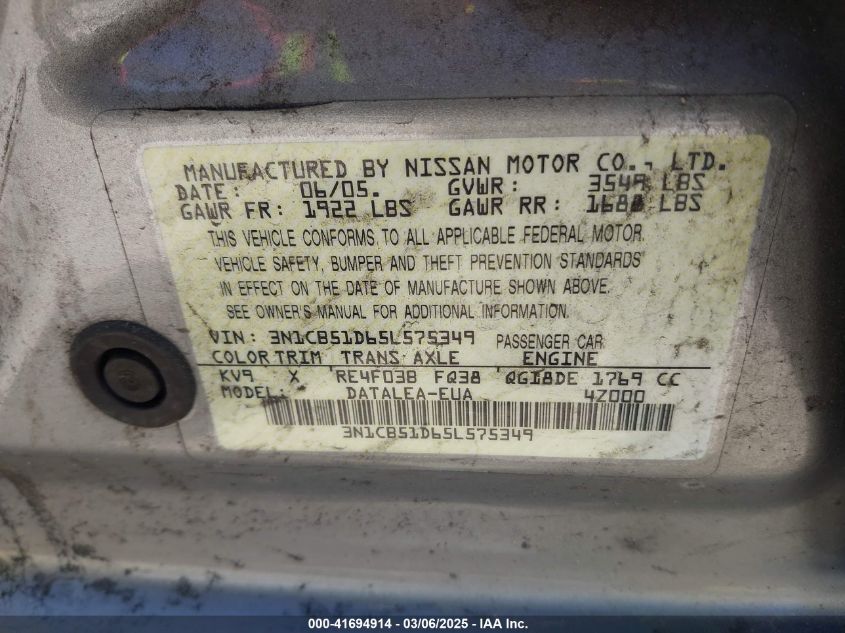 MANUFACTURED BY NISSAN MOTOR CO., LTD.
DATE: 06/05. GVWR: 3549 LBS
GAWR FR: 1922 LBS GAWR RR: 1688 LBS
THIS VEHICLE CONFORMS TO ALL APPLICABLE FEDERAL MOTOR
VEHICLE SAFETY, BUMPER AND THEFT PREVENTION STANDARDS
IN EFFECT ON THE DATE OF MANUFACTURE SHOWN ABOVE.
SEE OWNER'S MANUAL FOR ADDITIONAL INFORMATION.
VIN: 3N1CB51D65L575349 PASSENGER CAR
COLOR TRIM TRANS AXLE ENGINE
KV9 X RE4F03B FQ38 QG18DE 1769 CC
MODEL: DATALEA-EUA 4Z000
3N1CB51D65L575349
000-41694914 - 03/06/2025 - IAA Inc.